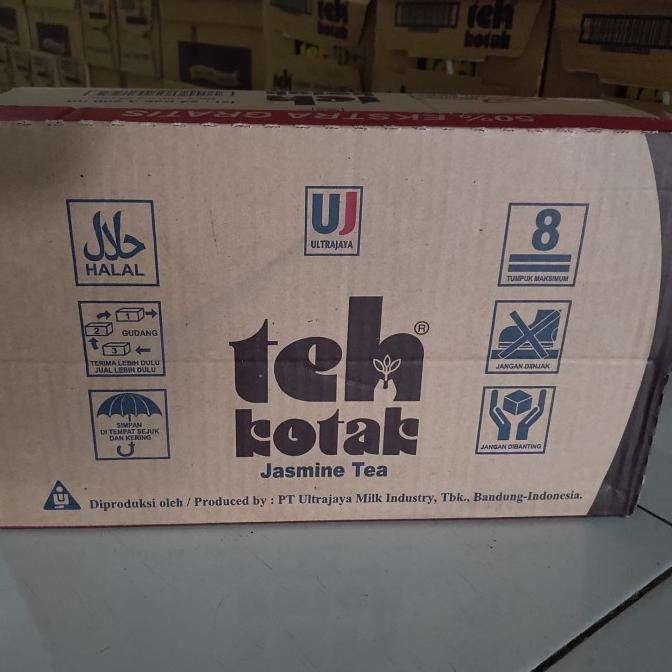 teh
kotak
50% EKSTRA GRATIS
حلال
HALAL
UJ
ULTRAJAYA
8
TUMPUK MAKSIMUM
1
2
GUDANG
3
TERIMA LEBIH DULU
JUAL LEBIH DULU
JANGAN DIINJAK
SIMPAN
DI TEMPAT SEJUK
DAN KERING
JANGAN DIBANTING
teh®
kotak
Jasmine Tea
Diproduksi oleh / Produced by : PT Ultrajaya Milk Industry, Tbk., Bandung-Indonesia.